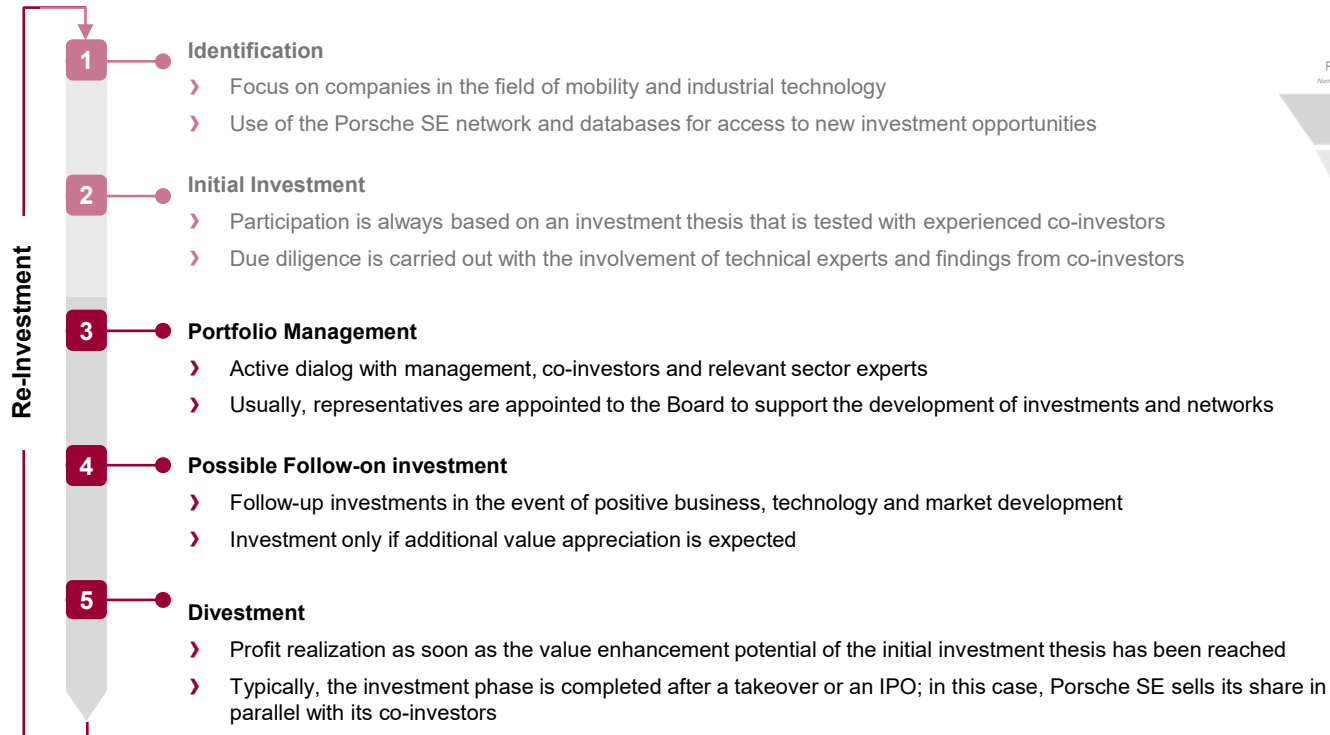 1
Identification
❯ Focus on companies in the field of mobility and industrial technology
❯ Use of the Porsche SE network and databases for access to new investment opportunities
2
Initial Investment
❯ Participation is always based on an investment thesis that is tested with experienced co-investors
❯ Due diligence is carried out with the involvement of technical experts and findings from co-investors
Re-Investment
3
Portfolio Management
❯ Active dialog with management, co-investors and relevant sector experts
❯ Usually, representatives are appointed to the Board to support the development of investments and networks
4
Possible Follow-on investment
❯ Follow-up investments in the event of positive business, technology and market development
❯ Investment only if additional value appreciation is expected
5
Divestment
❯ Profit realization as soon as the value enhancement potential of the initial investment thesis has been reached
❯ Typically, the investment phase is completed after a takeover or an IPO; in this case, Porsche SE sells its share in
parallel with its co-investors